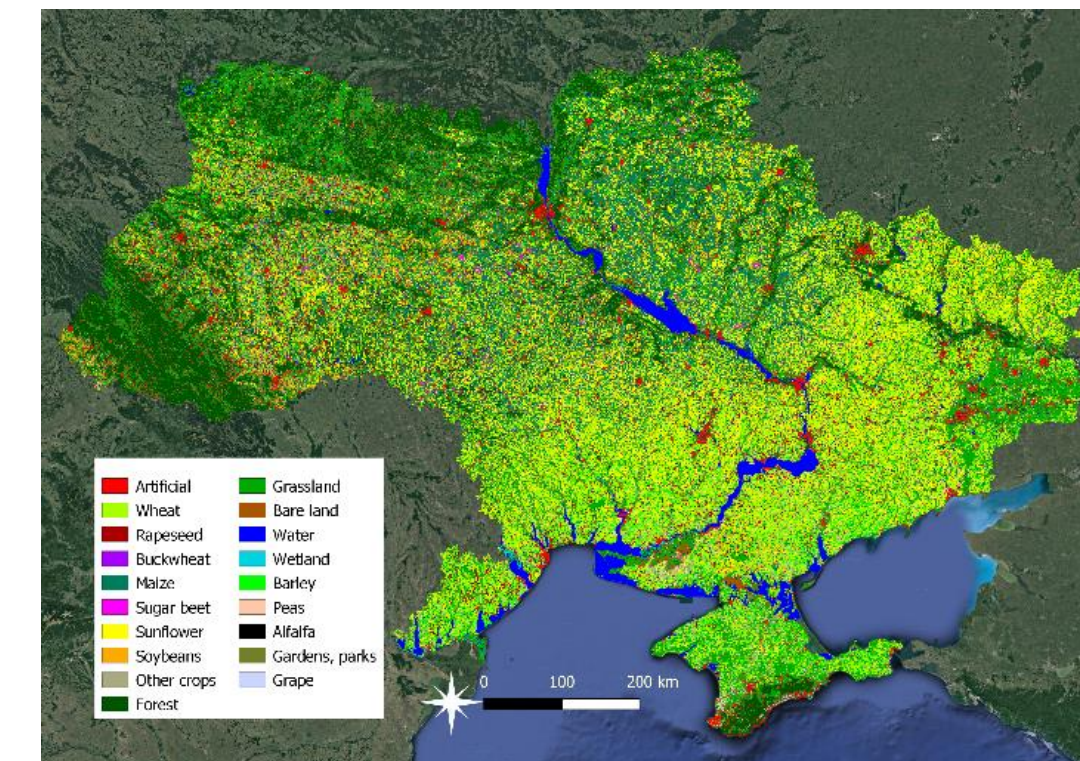 Artificial
Wheat
Rapeseed
Buckwheat
Maize
Sugar beet
Sunflower
Soybeans
Other crops
Forest
Grassland
Bare land
Water
Wetland
Barley
Peas
Alfalfa
Gardens, parks
Grape
0 100 200 km